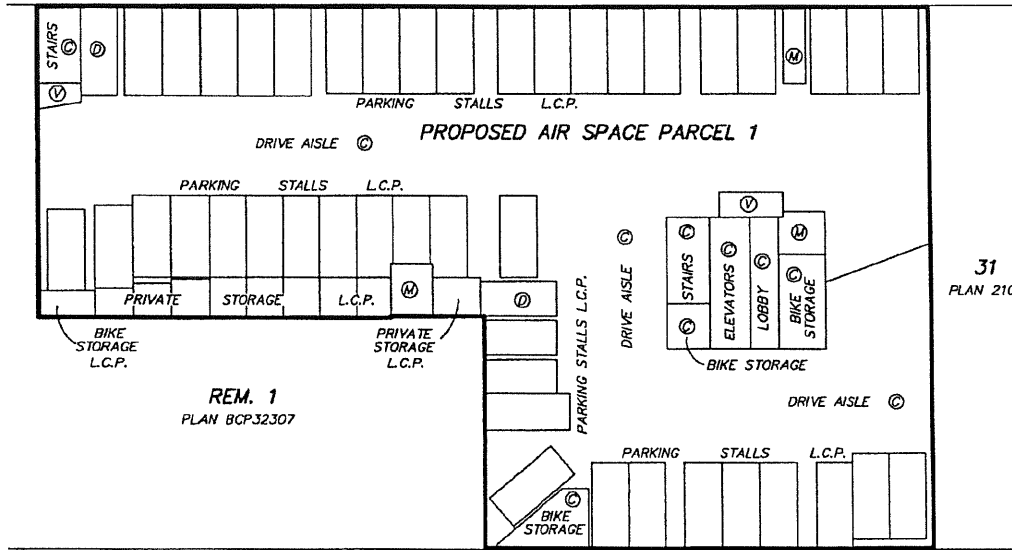 STAIRS
Ⓒ
Ⓓ
Ⓥ
Ⓜ
PARKING STALLS L.C.P.
PROPOSED AIR SPACE PARCEL 1
DRIVE AISLE Ⓒ
PARKING STALLS L.C.P.
Ⓜ
PRIVATE STORAGE L.C.P.
Ⓓ
BIKE
STORAGE
L.C.P.
PRIVATE
STORAGE
L.C.P.
PARKING STALLS L.C.P.
DRIVE AISLE Ⓒ
Ⓥ
STAIRS Ⓒ
Ⓒ
ELEVATORS Ⓒ
LOBBY Ⓒ
Ⓜ
Ⓒ
BIKE
STORAGE
BIKE STORAGE
31
PLAN 210
REM. 1
PLAN BCP32307
DRIVE AISLE Ⓒ
PARKING STALLS L.C.P.
Ⓒ
BIKE
STORAGE